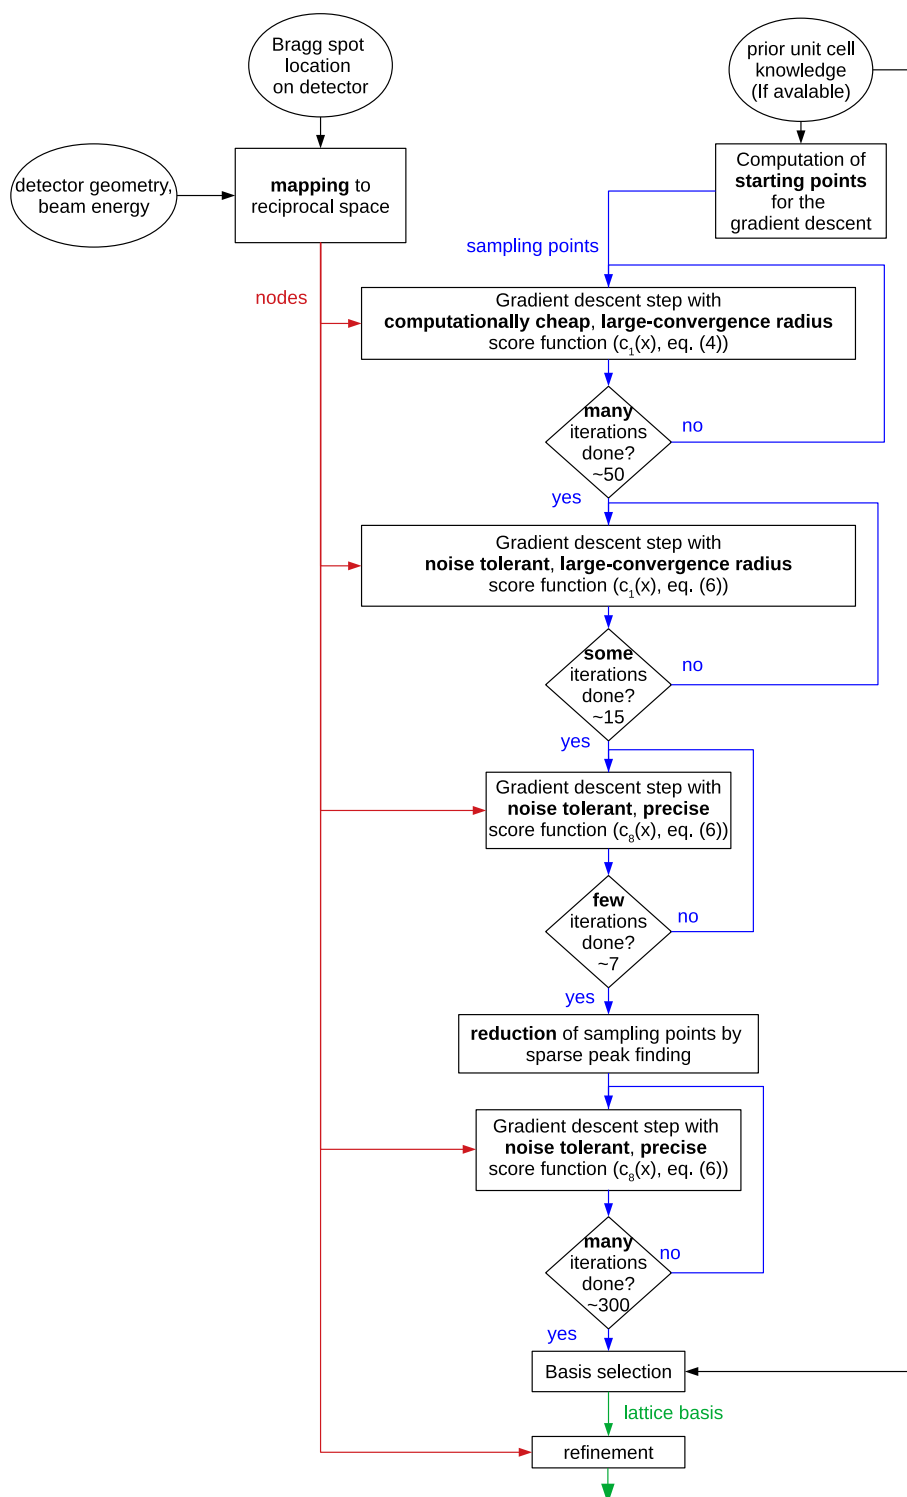 Bragg spot
location
on detector
prior unit cell
knowledge
(If avalable)
detector geometry,
beam energy
mapping to
reciprocal space
Computation of
starting points
for the
gradient descent
sampling points
nodes
Gradient descent step with
computationally cheap, large-convergence radius
score function (c₁(x), eq. (4))
many
iterations
done?
~50
no
yes
Gradient descent step with
noise tolerant, large-convergence radius
score function (c₁(x), eq. (6))
some
iterations
done?
~15
no
yes
Gradient descent step with
noise tolerant, precise
score function (c₈(x), eq. (6))
few
iterations
done?
~7
no
yes
reduction of sampling points by
sparse peak finding
Gradient descent step with
noise tolerant, precise
score function (c₈(x), eq. (6))
many
iterations
done?
~300
no
yes
Basis selection
lattice basis
refinement